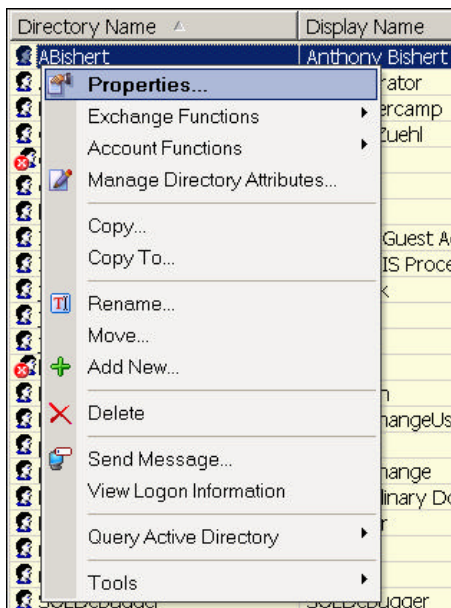 Directory Name Display Name
ABishert Anthony Bishert
Properties... rator
Exchange Functions ercamp
Account Functions Zuehl
Manage Directory Attributes...
Copy...
Guest A
Copy To... IS Proce
Rename...
Move...
Add New...
Delete
hangeUs
Send Message... hange
View Logon Information linary Do
Query Active Directory
Tools
SQLDebugger SQLDebugger